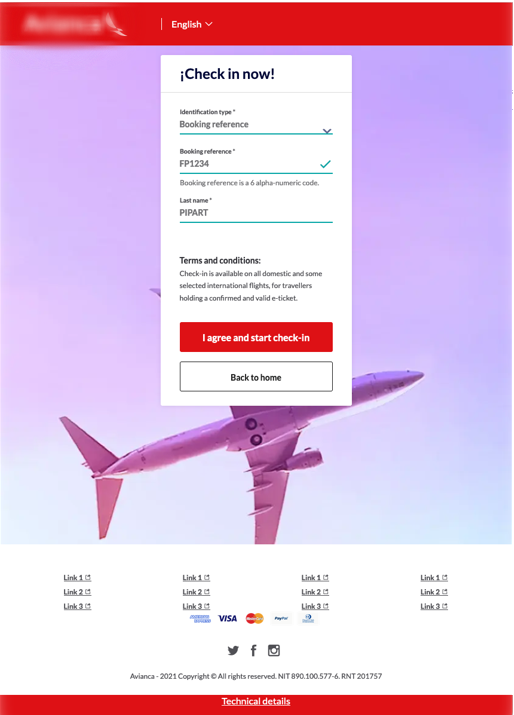 Avianca
English
¡Check in now!
Identification type *
Booking reference
Booking reference *
FP1234
Booking reference is a 6 alpha-numeric code.
Last name *
PIPART
Terms and conditions:
Check-in is available on all domestic and some
selected international flights, for travellers
holding a confirmed and valid e-ticket.
I agree and start check-in
Back to home
Link 1 Link 1 Link 1 Link 1
Link 2 Link 2 Link 2 Link 2
Link 3 Link 3 Link 3 Link 3
VISA PayPal
Avianca - 2021 Copyright © All rights reserved. NIT 890.100.577-6. RNT 201757
Technical details